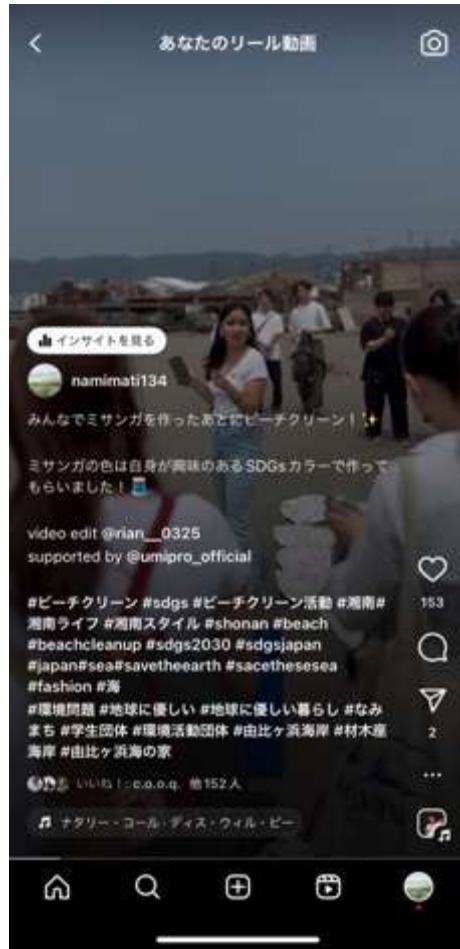 あなたのリール動画
インサイトを見る
namimati134
みんなでミサンガを作ったあとにビーチクリーン！✨
ミサンガの色は自身が興味のあるSDGsカラーで作って
もらいました！🧵
video edit @rian__0325
supported by @umipro_official
#ビーチクリーン #sdgs #ビーチクリーン活動 #湘南#
湘南ライフ #湘南スタイル #shonan #beach
#beachcleanup #sdgs2030 #sdgsjapan
#japan#sea#savetheearth #sacethesesea
#fashion #海
#環境問題 #地球に優しい #地球に優しい暮らし #なみ
まち #学生団体 #環境活動団体 #由比ヶ浜海岸 #材木座
海岸 #由比ヶ浜海の家
153
2
いいね！: c.o.o.q、他152人
ナタリー・コール・ディス・ウィル・ビー